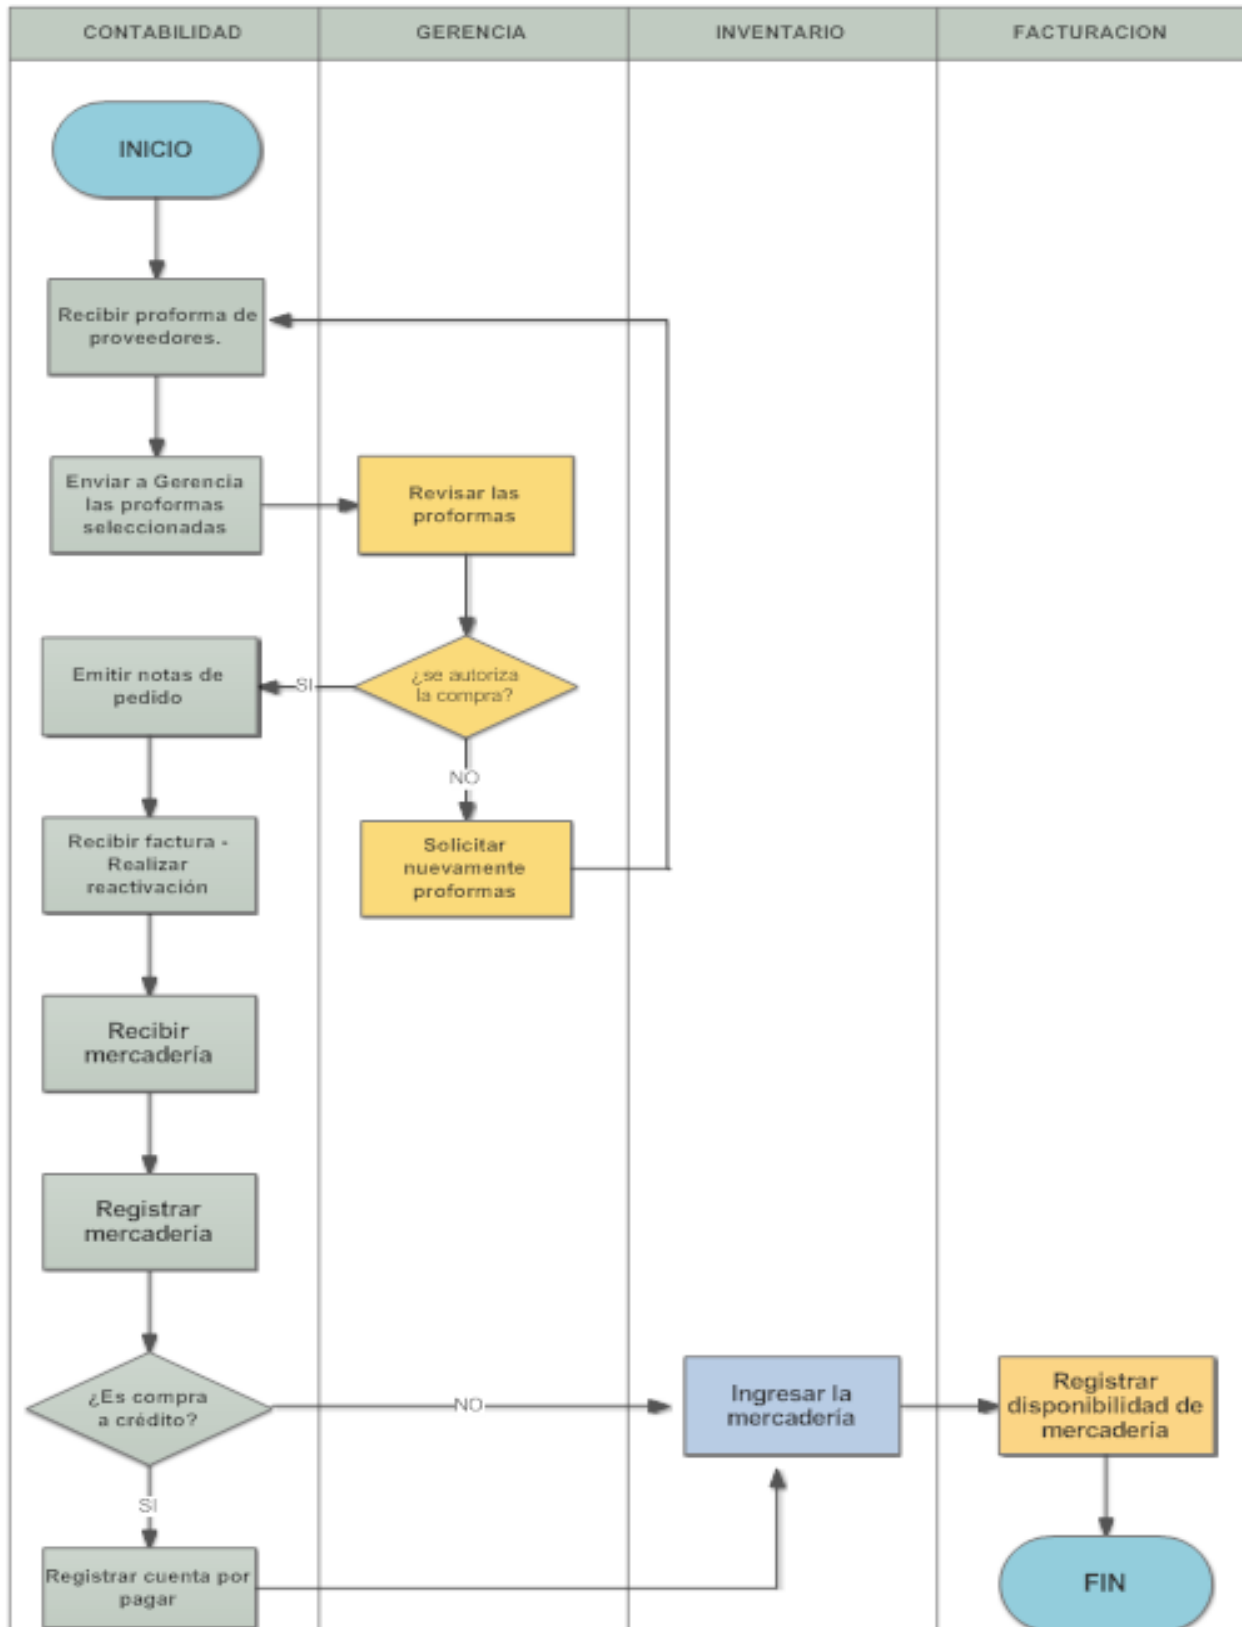 CONTABILIDAD
GERENCIA
INVENTARIO
FACTURACION
INICIO
Recibir proforma de
proveedores.
Enviar a Gerencia
las proformas
seleccionadas
Revisar las
proformas
¿se autoriza
la compra?
SI
Emitir notas de
pedido
NO
Solicitar
nuevamente
proformas
Recibir factura -
Realizar
reactivación
Recibir
mercadería
Registrar
mercadería
¿Es compra
a crédito?
NO
Ingresar la
mercadería
Registrar
disponibilidad de
mercadería
SI
Registrar cuenta por
pagar
FIN